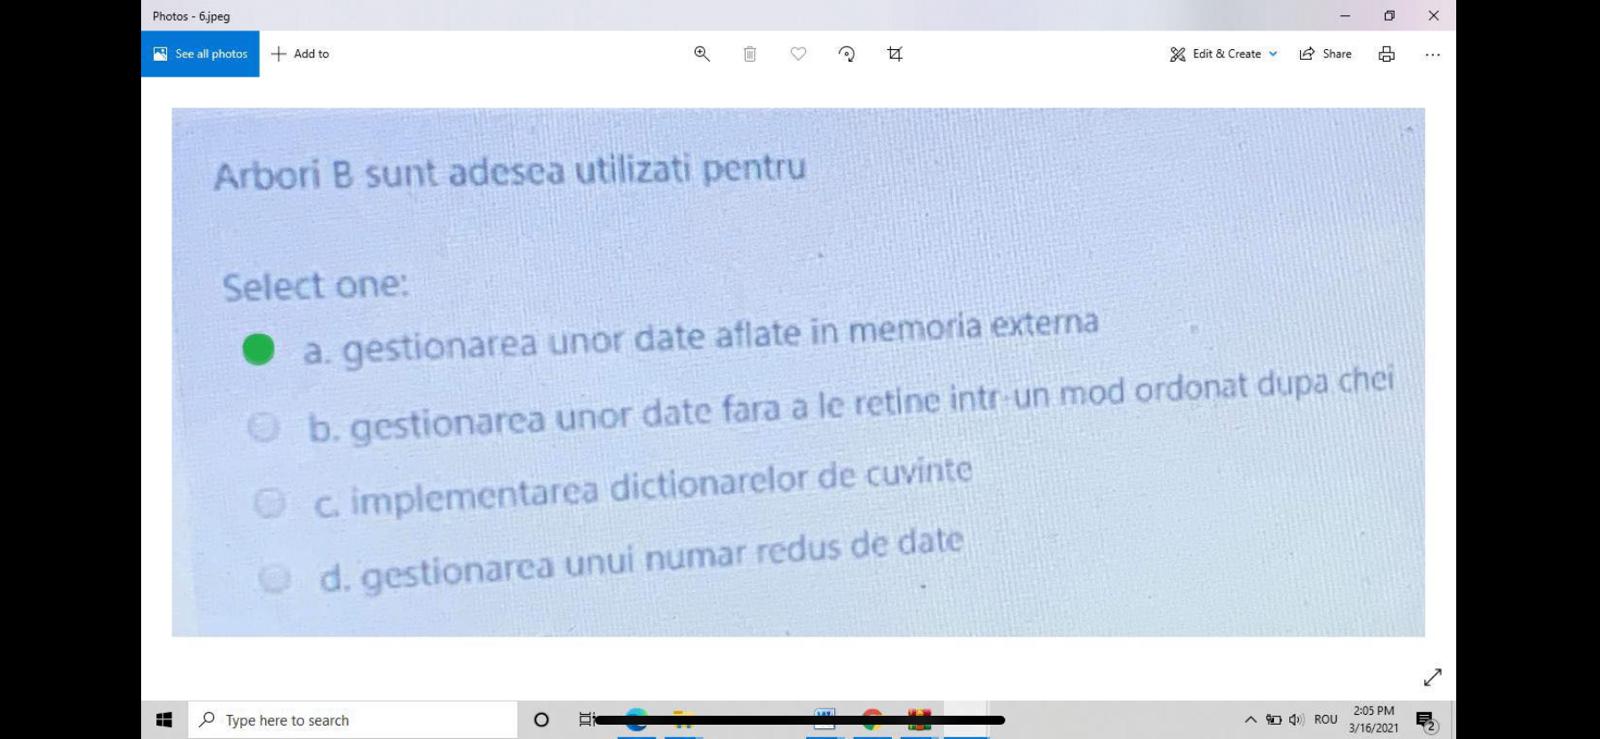 Photos - 6.jpeg
See all photos
Add to
Edit & Create
Share
Arbori B sunt adesea utilizati pentru
Select one:
a. gestionarea unor date aflate in memoria externa
b. gestionarea unor date fara a le retine intr-un mod ordonat dupa chei
c. implementarea dictionarelor de cuvinte
d. gestionarea unui numar redus de date
Type here to search
ROU
2:05 PM
3/16/2021
2